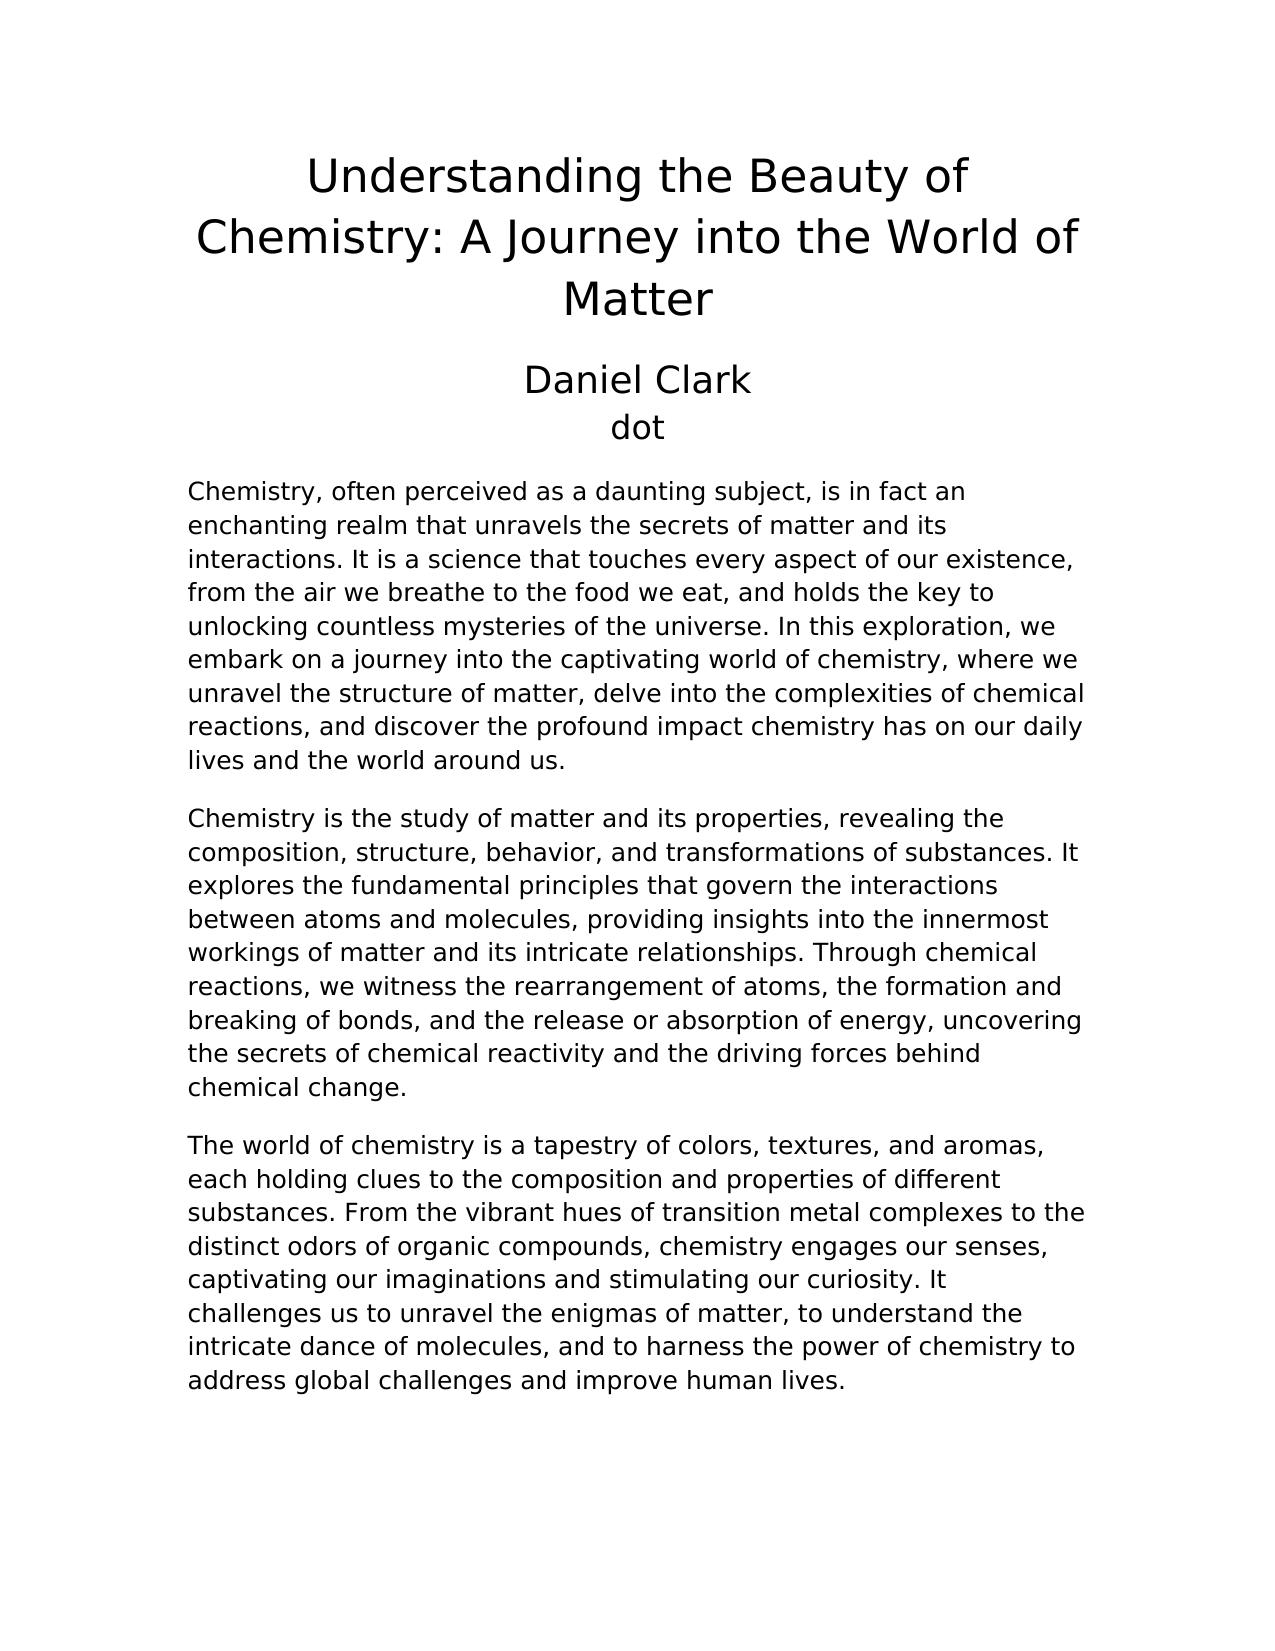 Understanding the Beauty of
Chemistry: A Journey into the World of
Matter
Daniel Clark
dot
Chemistry, often perceived as a daunting subject, is in fact an
enchanting realm that unravels the secrets of matter and its
interactions. It is a science that touches every aspect of our existence,
from the air we breathe to the food we eat, and holds the key to
unlocking countless mysteries of the universe. In this exploration, we
embark on a journey into the captivating world of chemistry, where we
unravel the structure of matter, delve into the complexities of chemical
reactions, and discover the profound impact chemistry has on our daily
lives and the world around us.
Chemistry is the study of matter and its properties, revealing the
composition, structure, behavior, and transformations of substances. It
explores the fundamental principles that govern the interactions
between atoms and molecules, providing insights into the innermost
workings of matter and its intricate relationships. Through chemical
reactions, we witness the rearrangement of atoms, the formation and
breaking of bonds, and the release or absorption of energy, uncovering
the secrets of chemical reactivity and the driving forces behind
chemical change.
The world of chemistry is a tapestry of colors, textures, and aromas,
each holding clues to the composition and properties of different
substances. From the vibrant hues of transition metal complexes to the
distinct odors of organic compounds, chemistry engages our senses,
captivating our imaginations and stimulating our curiosity. It
challenges us to unravel the enigmas of matter, to understand the
intricate dance of molecules, and to harness the power of chemistry to
address global challenges and improve human lives.